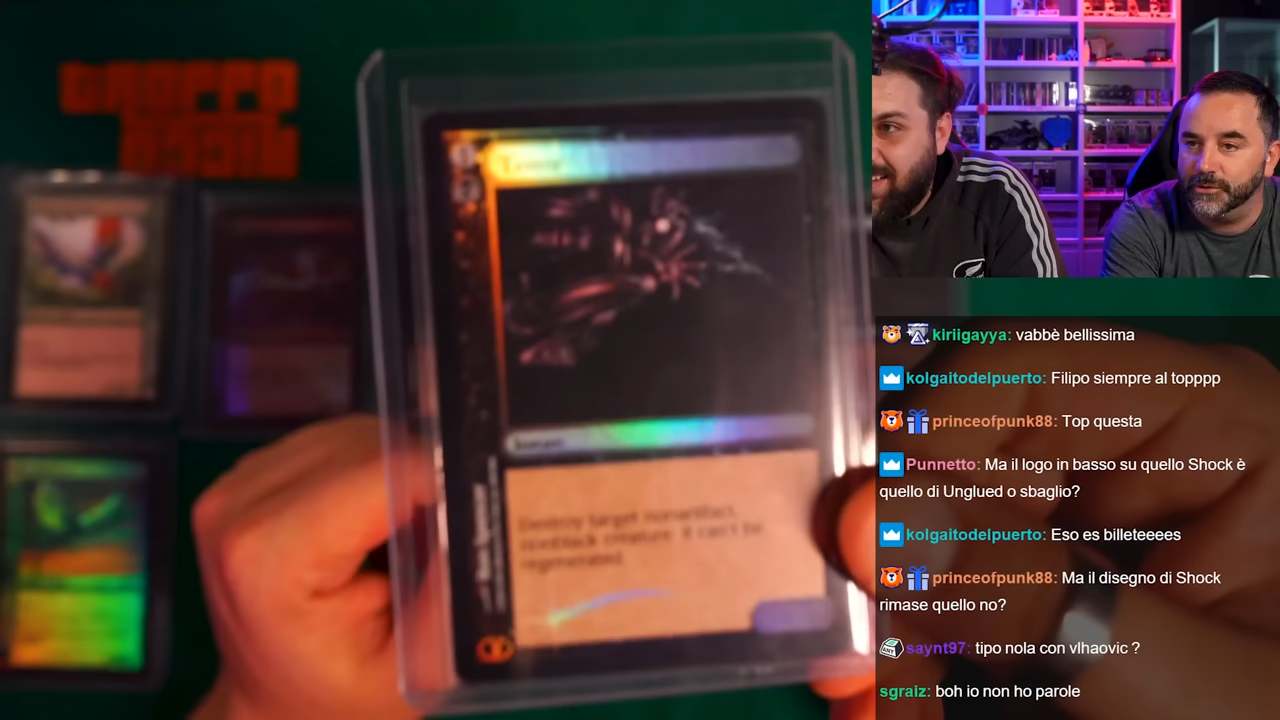 TROPPO
Terror
Instant
Destroy target nonartifact,
nonblack creature. It can't be
regenerated.
kiriigayya: vabbè bellissima
kolgaitodelpuerto: Filipo siempre al topppp
princeofpunk88: Top questa
Punnetto: Ma il logo in basso su quello Shock è
quello di Unglued o sbaglio?
kolgaitodelpuerto: Eso es billeteeees
princeofpunk88: Ma il disegno di Shock
rimase quello no?
saynt97: tipo nola con vlhaovic ?
sgraiz: boh io non ho parole